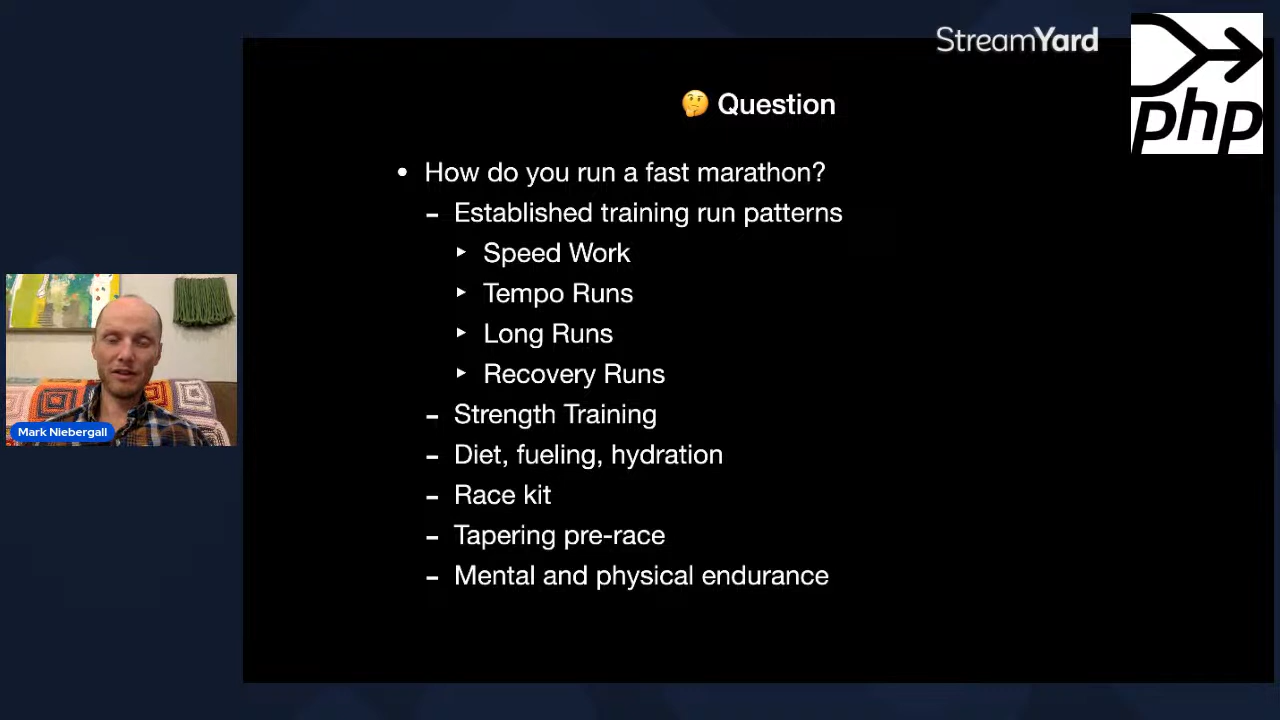 StreamYard
php
🤔 Question
• How do you run a fast marathon?
– Established training run patterns
‣ Speed Work
‣ Tempo Runs
‣ Long Runs
‣ Recovery Runs
– Strength Training
– Diet, fueling, hydration
– Race kit
– Tapering pre-race
– Mental and physical endurance
Mark Niebergall